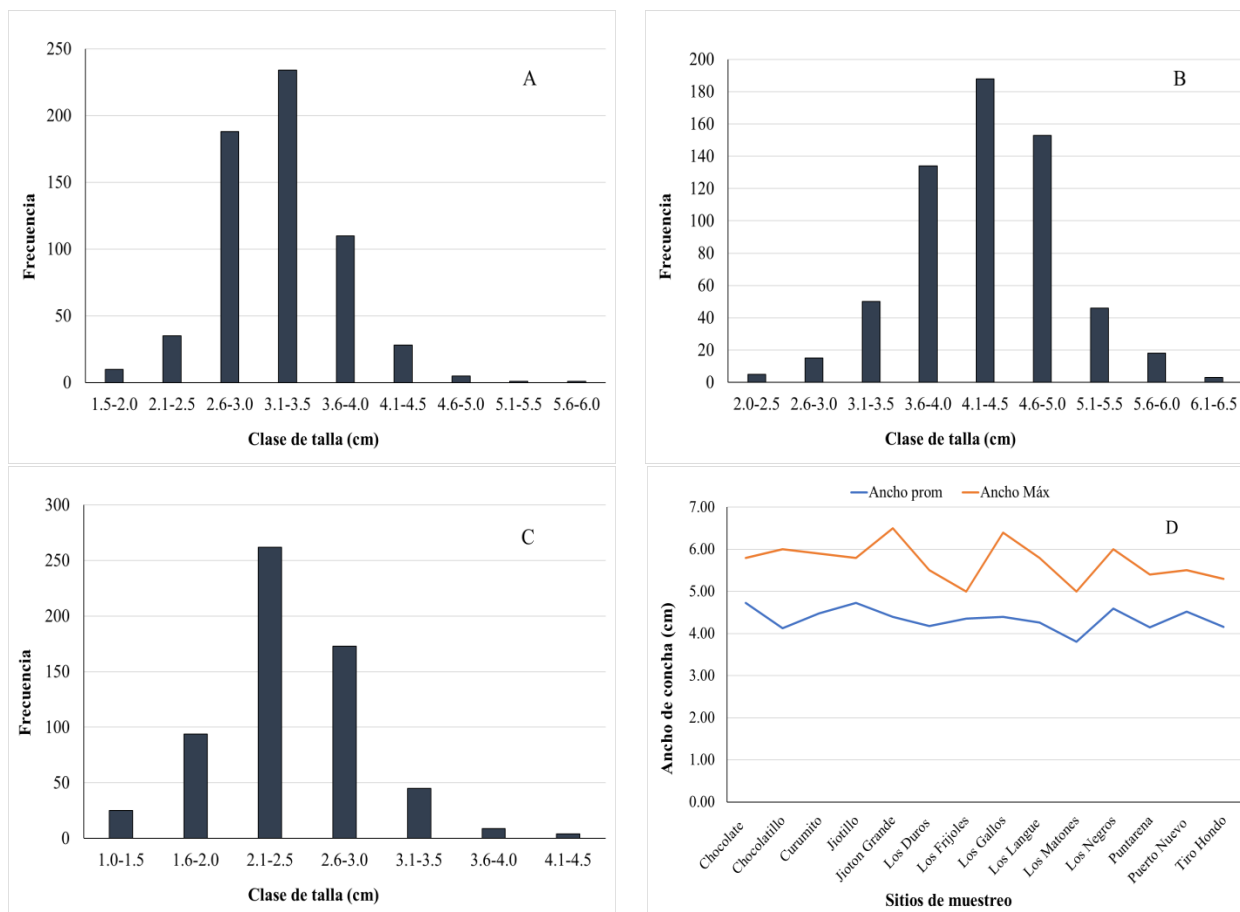 A
250
200
150
100
50
0
Frecuencia
1.5-2.0 2.1-2.5 2.6-3.0 3.1-3.5 3.6-4.0 4.1-4.5 4.6-5.0 5.1-5.5 5.6-6.0
Clase de talla (cm)
B
200
180
160
140
120
100
80
60
40
20
0
Frecuencia
2.0-2.5 2.6-3.0 3.1-3.5 3.6-4.0 4.1-4.5 4.6-5.0 5.1-5.5 5.6-6.0 6.1-6.5
Clase de talla (cm)
C
300
250
200
150
100
50
0
Frecuencia
1.0-1.5 1.6-2.0 2.1-2.5 2.6-3.0 3.1-3.5 3.6-4.0 4.1-4.5
Clase de talla (cm)
Ancho prom Ancho Máx
D
7.00
6.00
5.00
4.00
3.00
2.00
1.00
0.00
Ancho de concha (cm)
Chocolate
Chocolatillo
Curumito
Jiotillo
Jioton Grande
Los Duros
Los Frijoles
Los Gallos
Los Langue
Los Matones
Los Negros
Puntarena
Puerto Nuevo
Tiro Hondo
Sitios de muestreo